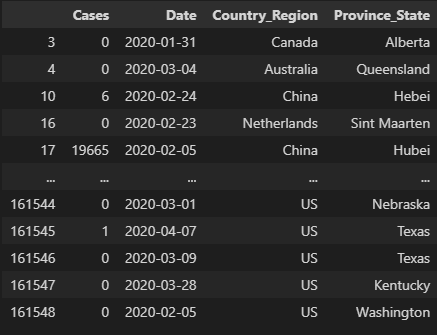 Cases Date Country_Region Province_State
3 0 2020-01-31 Canada Alberta
4 0 2020-03-04 Australia Queensland
10 6 2020-02-24 China Hebei
16 0 2020-02-23 Netherlands Sint Maarten
17 19665 2020-02-05 China Hubei
... ... ... ... ...
161544 0 2020-03-01 US Nebraska
161545 1 2020-04-07 US Texas
161546 0 2020-03-09 US Texas
161547 0 2020-03-28 US Kentucky
161548 0 2020-02-05 US Washington